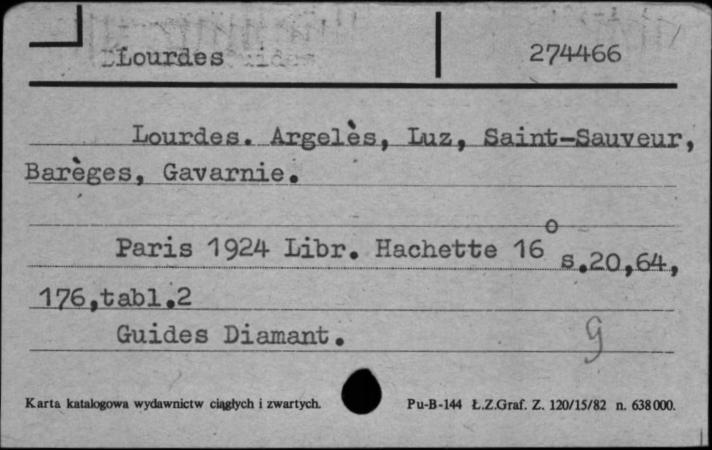 Lourdes 274466
Lourdes. Argelès, Luz, Saint-Sauveur,
Barèges, Gavarnie.
Paris 1924 Libr. Hachette 16o s.20,64,
176,tabl.2
Guides Diamant. g
Karta katalogowa wydawnictw ciągłych i zwartych. Pu-B-144 Ł.Z.Graf. Z. 120/15/82 n. 638000.